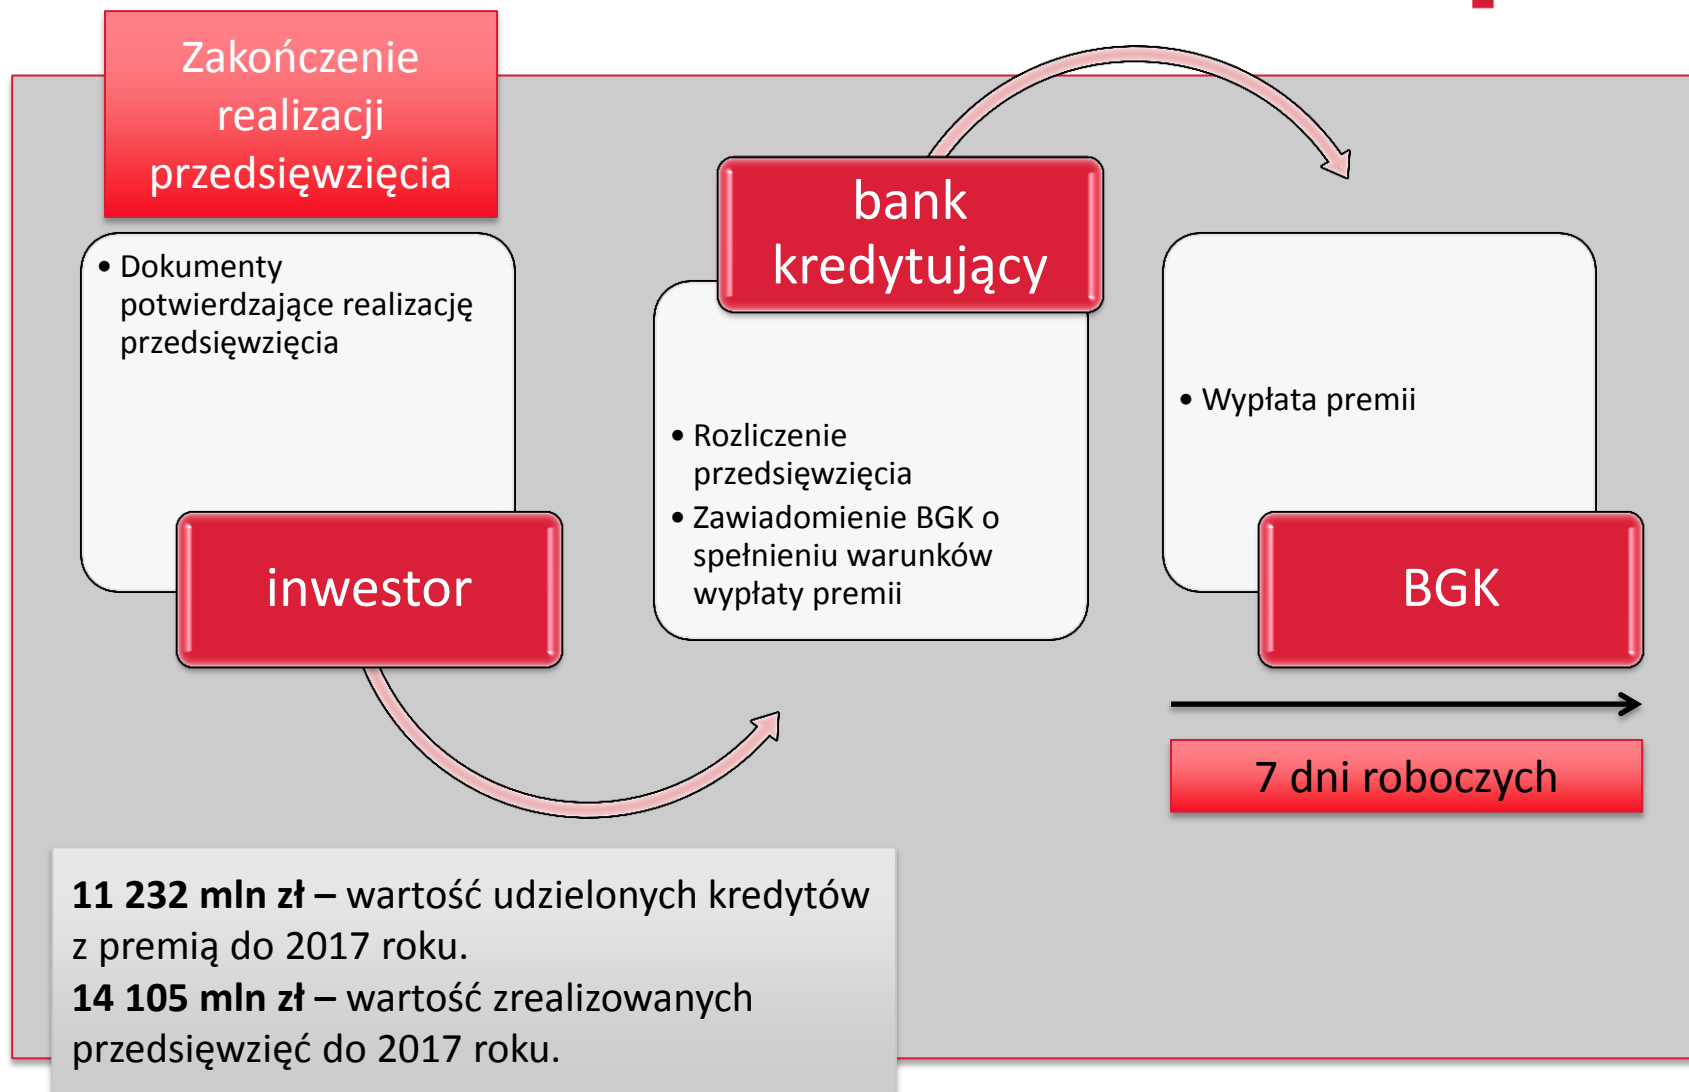 Zakończenie
realizacji
przedsięwzięcia
• Dokumenty
potwierdzające realizację
przedsięwzięcia
inwestor
bank
kredytujący
• Rozliczenie
przedsięwzięcia
• Zawiadomienie BGK o
spełnieniu warunków
wypłaty premii
• Wypłata premii
BGK
7 dni roboczych
11 232 mln zł – wartość udzielonych kredytów
z premią do 2017 roku.
14 105 mln zł – wartość zrealizowanych
przedsięwzięć do 2017 roku.